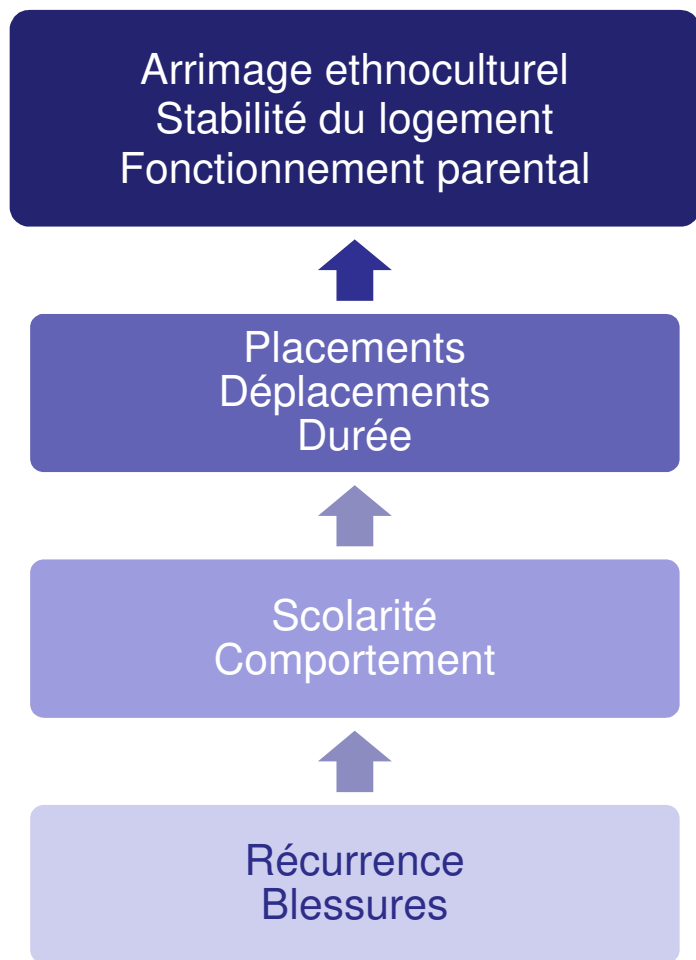 Arrimage ethnoculturel
Stabilité du logement
Fonctionnement parental
Placements
Déplacements
Durée
Scolarité
Comportement
Récurrence
Blessures